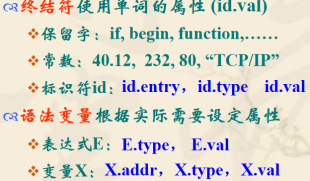 终结符使用单词的属性 (id.val)
保留字：if, begin, function,……
常数：40.12, 232, 80, “TCP/IP”
标识符id：id.entry，id.type id.val
语法变量根据实际需要设定属性
表达式E：E.type， E.val
变量X：X.addr，X.type，X.val